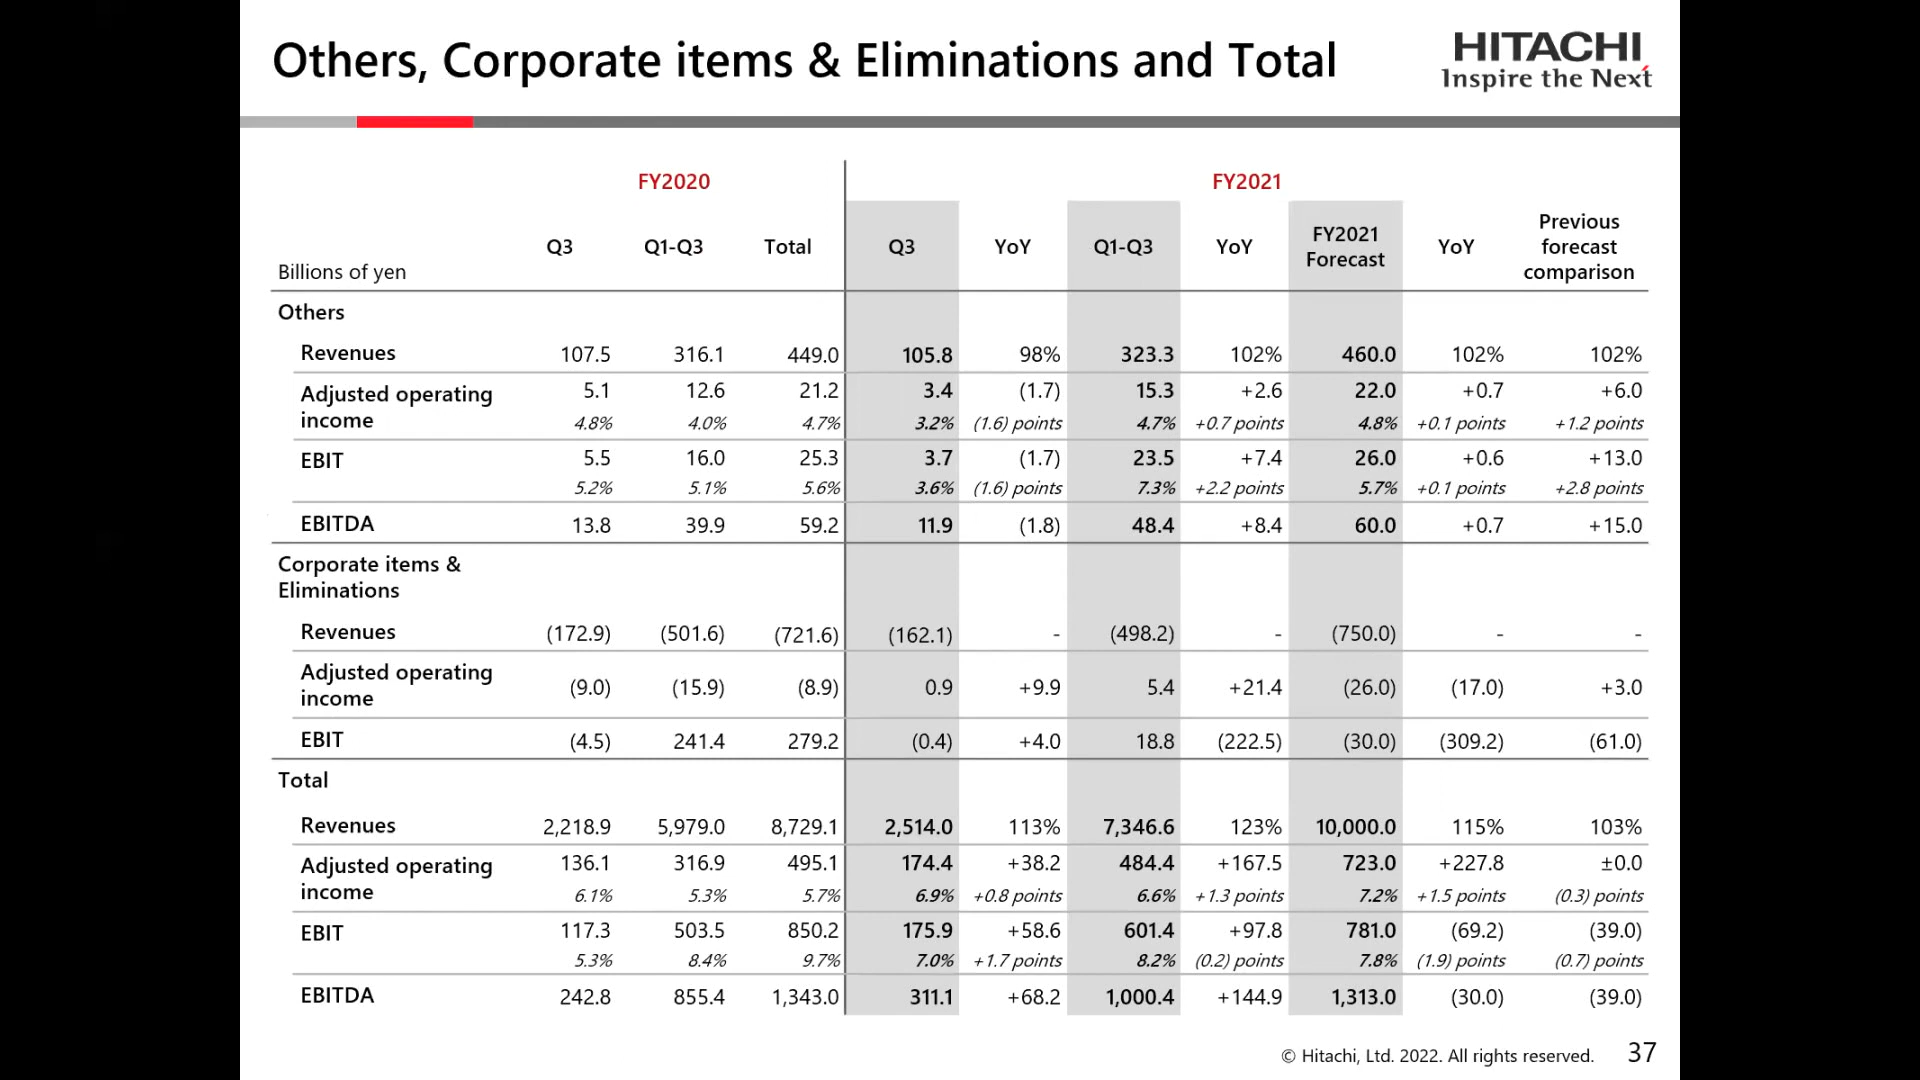 Others, Corporate items & Eliminations and Total
HITACHI
Inspire the Next
FY2020 FY2021
Billions of yen Q3 Q1-Q3 Total Q3 YoY Q1-Q3 YoY FY2021 Forecast YoY Previous forecast comparison
Others
Revenues 107.5 316.1 449.0 105.8 98% 323.3 102% 460.0 102% 102%
Adjusted operating income 5.1 12.6 21.2 3.4 (1.7) 15.3 +2.6 22.0 +0.7 +6.0
4.8% 4.0% 4.7% 3.2% (1.6) points 4.7% +0.7 points 4.8% +0.1 points +1.2 points
EBIT 5.5 16.0 25.3 3.7 (1.7) 23.5 +7.4 26.0 +0.6 +13.0
5.2% 5.1% 5.6% 3.6% (1.6) points 7.3% +2.2 points 5.7% +0.1 points +2.8 points
EBITDA 13.8 39.9 59.2 11.9 (1.8) 48.4 +8.4 60.0 +0.7 +15.0
Corporate items &
Eliminations
Revenues (172.9) (501.6) (721.6) (162.1) - (498.2) - (750.0) - -
Adjusted operating income (9.0) (15.9) (8.9) 0.9 +9.9 5.4 +21.4 (26.0) (17.0) +3.0
EBIT (4.5) 241.4 279.2 (0.4) +4.0 18.8 (222.5) (30.0) (309.2) (61.0)
Total
Revenues 2,218.9 5,979.0 8,729.1 2,514.0 113% 7,346.6 123% 10,000.0 115% 103%
Adjusted operating income 136.1 316.9 495.1 174.4 +38.2 484.4 +167.5 723.0 +227.8 ±0.0
6.1% 5.3% 5.7% 6.9% +0.8 points 6.6% +1.3 points 7.2% +1.5 points (0.3) points
EBIT 117.3 503.5 850.2 175.9 +58.6 601.4 +97.8 781.0 (69.2) (39.0)
5.3% 8.4% 9.7% 7.0% +1.7 points 8.2% (0.2) points 7.8% (1.9) points (0.7) points
EBITDA 242.8 855.4 1,343.0 311.1 +68.2 1,000.4 +144.9 1,313.0 (30.0) (39.0)
© Hitachi, Ltd. 2022. All rights reserved. 37